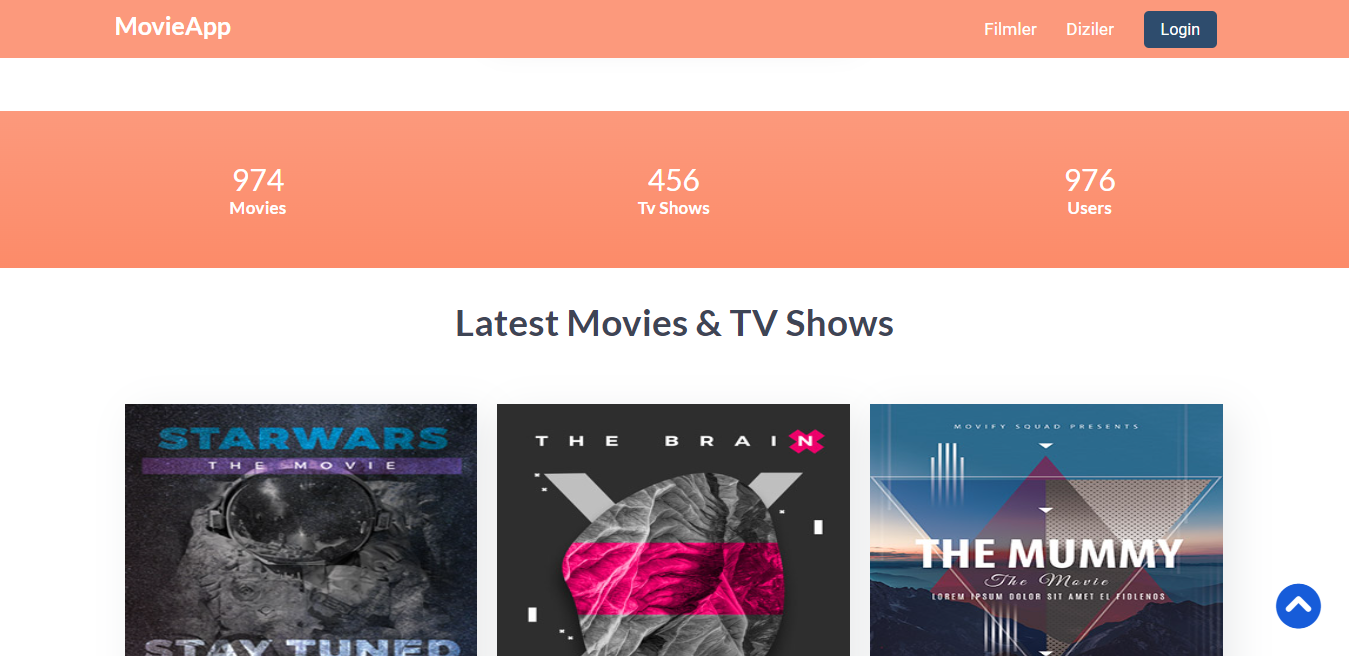 MovieApp
Filmler Diziler Login
974 456 976
Movies Tv Shows Users
Latest Movies & TV Shows
STARWARS
THE MOVIE
STAY TUNED
THE BRAIN
MOVIFY SQUAD PRESENTS
THE MUMMY
The Movie
LOREM IPSUM DOLOR SIT AMET EL EIDLENOS